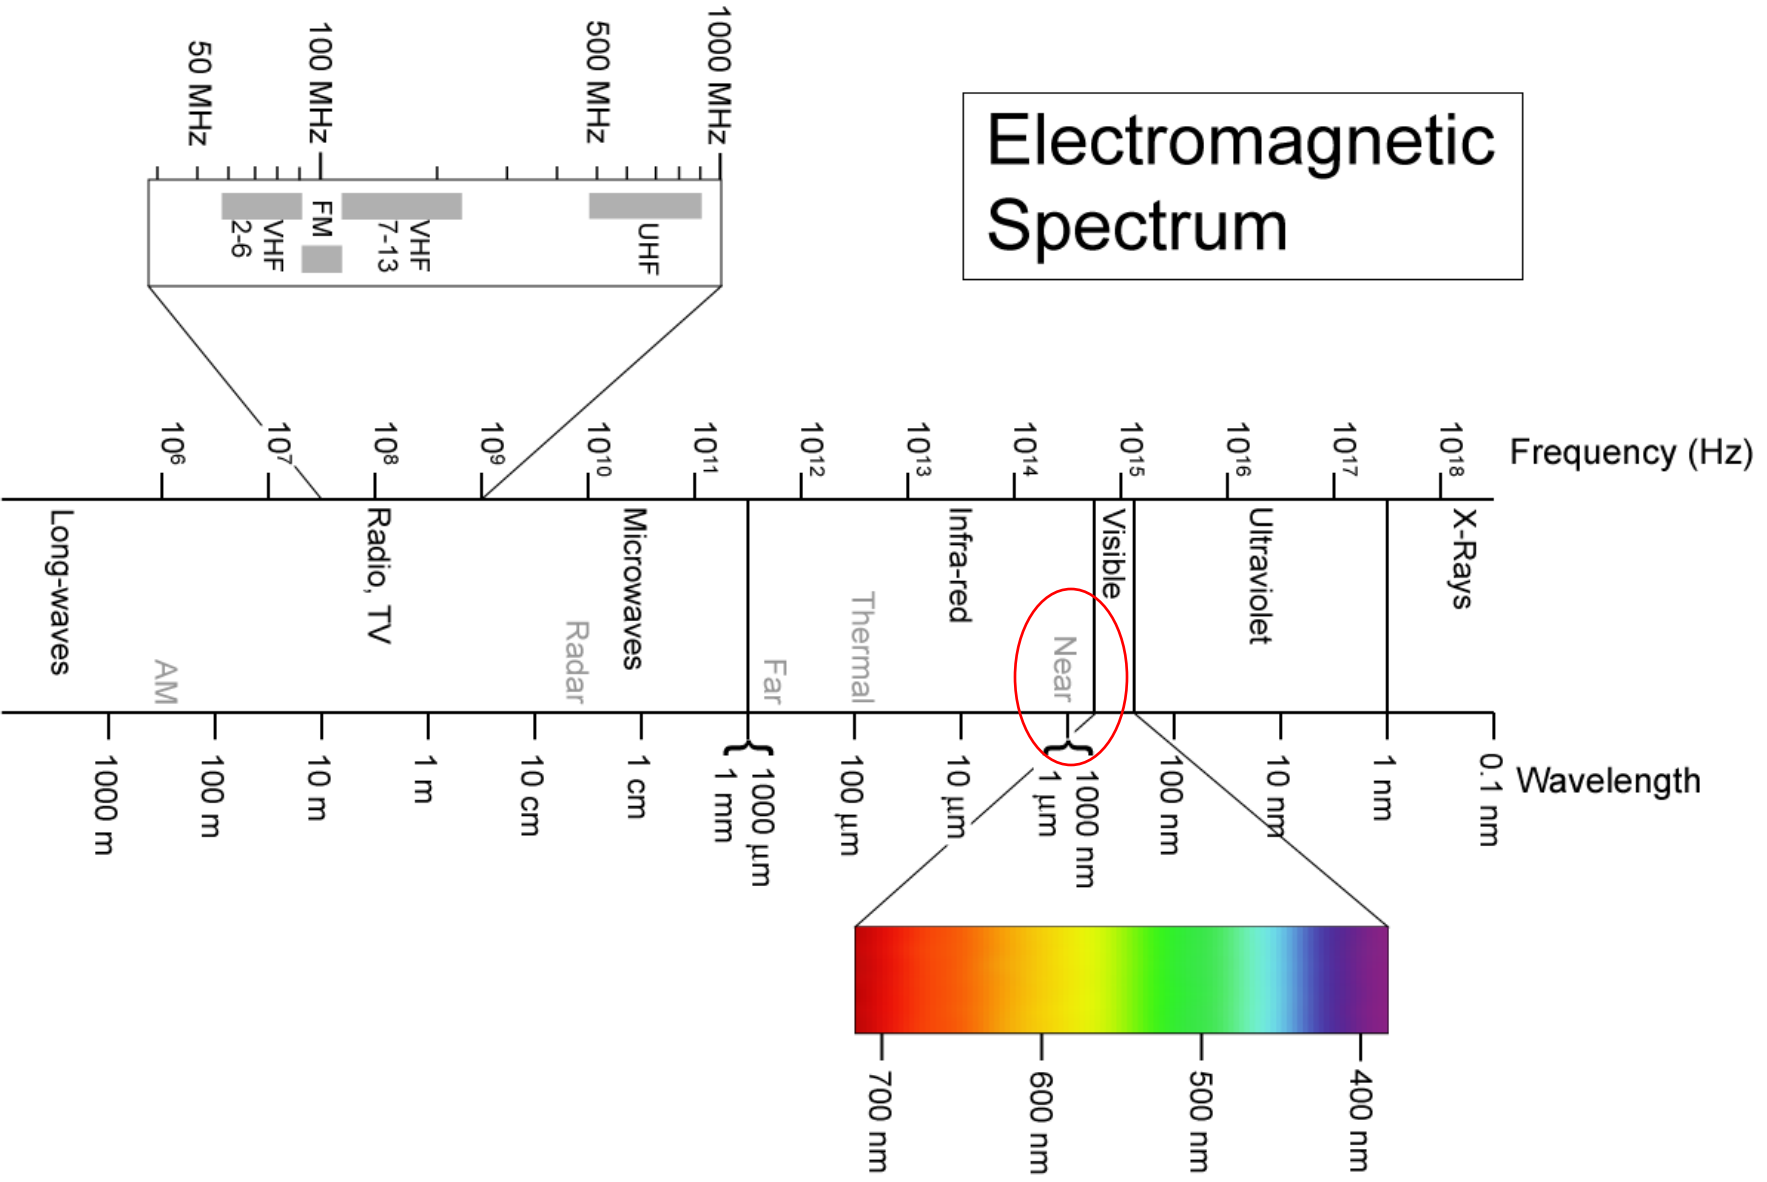 Electromagnetic
Spectrum
50 MHz
100 MHz
500 MHz
1000 MHz
VHF
2-6
FM
VHF
7-13
UHF
10⁶
10⁷
10⁸
10⁹
10¹⁰
10¹¹
10¹²
10¹³
10¹⁴
10¹⁵
10¹⁶
10¹⁷
10¹⁸
Frequency (Hz)
Long-waves
Radio, TV
Microwaves
Infra-red
Visible
Ultraviolet
X-Rays
AM
Radar
Far
Thermal
Near
1000 m
100 m
10 m
1 m
10 cm
1 cm
1000 µm
1 mm
100 µm
10 µm
1000 nm
1 µm
100 nm
10 nm
1 nm
0.1 nm
Wavelength
700 nm
600 nm
500 nm
400 nm